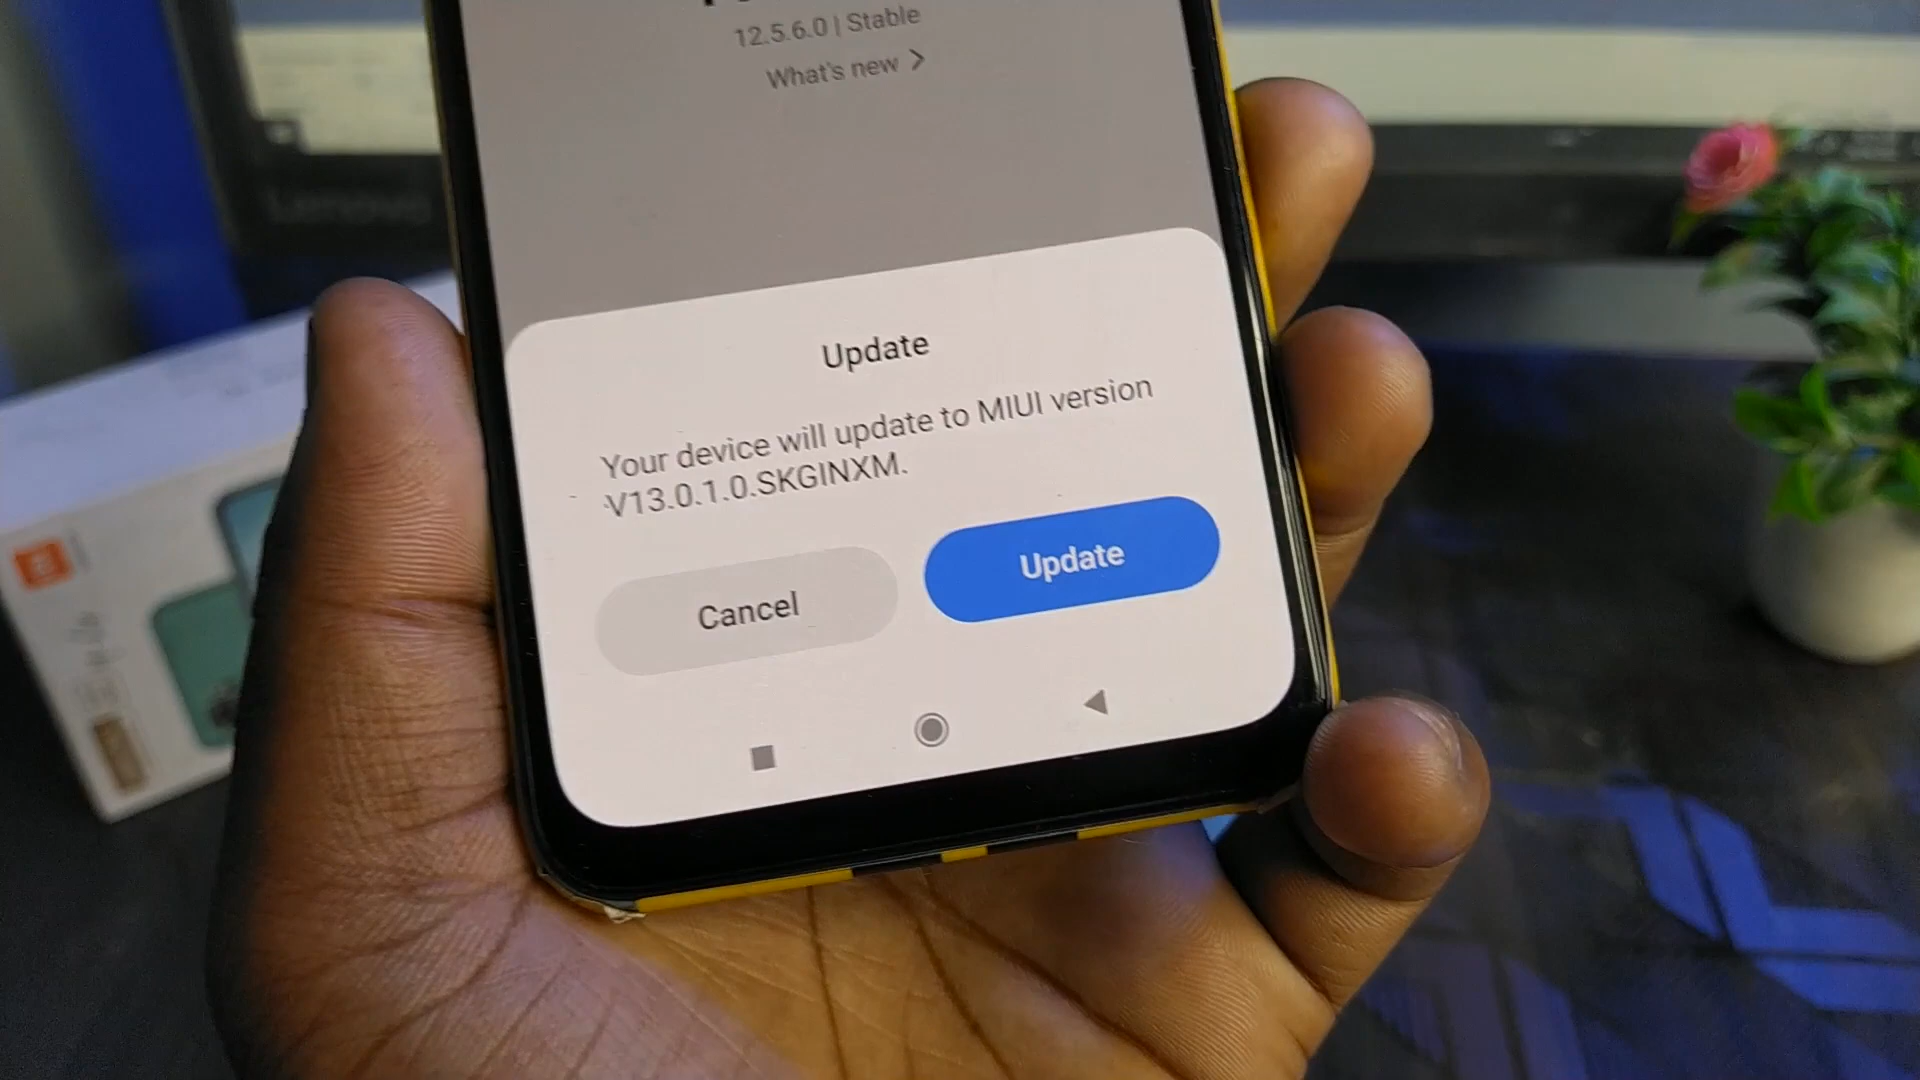 12.5.6.0 | Stable
What's new >
Update
Your device will update to MIUI version
V13.0.1.0.SKGINXM.
Cancel
Update
Lenovo